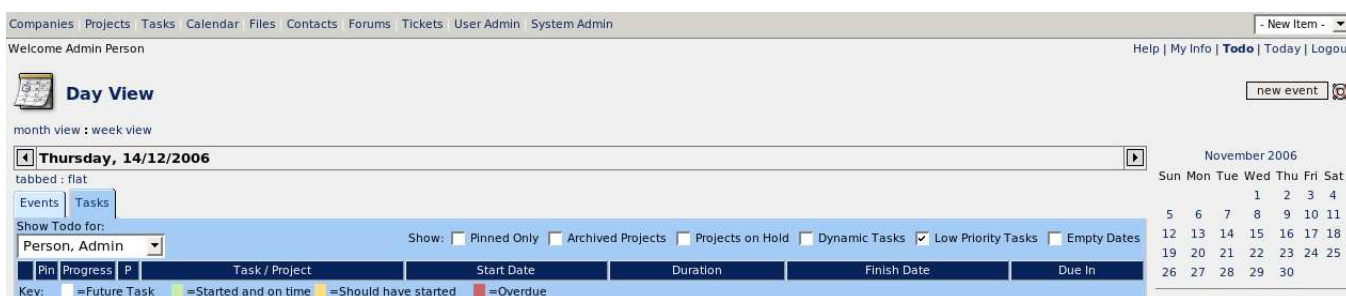 Companies Projects Tasks Calendar Files Contacts Forums Tickets User Admin System Admin
- New Item -
Welcome Admin Person
Help | My Info | Todo | Today | Logou
Day View
new event
month view : week view
Thursday, 14/12/2006
tabbed : flat
Events Tasks
Show Todo for:
Person, Admin
Show: Pinned Only Archived Projects Projects on Hold Dynamic Tasks Low Priority Tasks Empty Dates
Pin Progress P Task / Project Start Date Duration Finish Date Due In
Key: =Future Task =Started and on time =Should have started =Overdue
November 2006
Sun Mon Tue Wed Thu Fri Sat
1 2 3 4
5 6 7 8 9 10 11
12 13 14 15 16 17 18
19 20 21 22 23 24 25
26 27 28 29 30